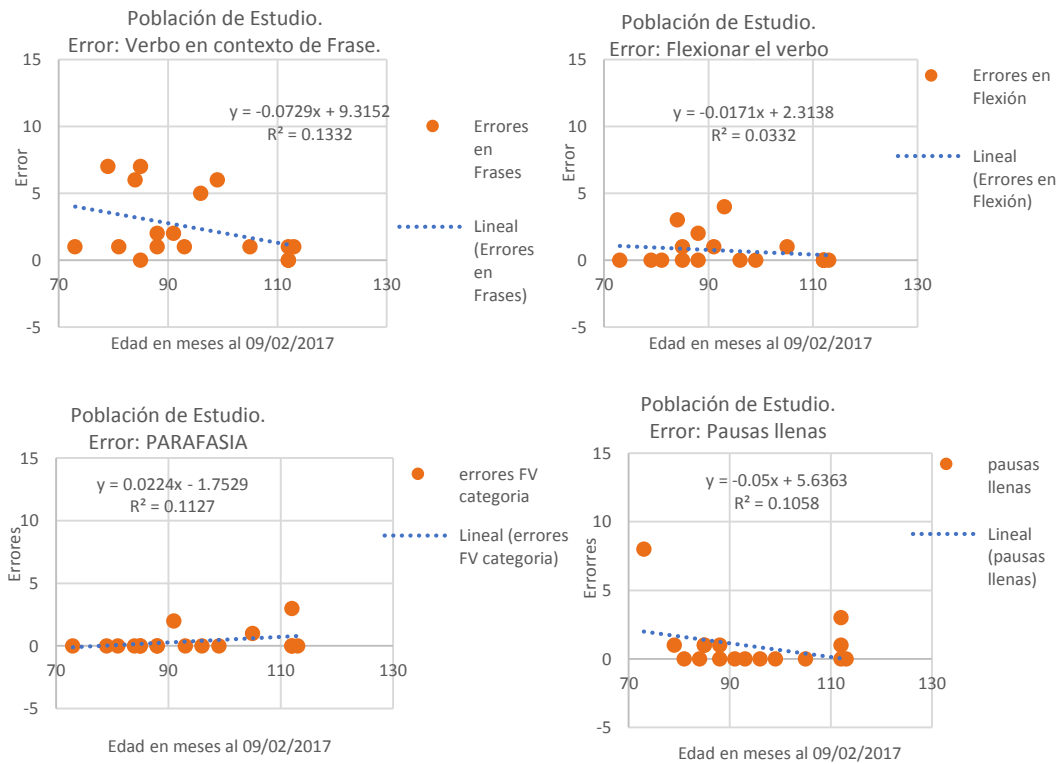 Población de Estudio.
Error: Verbo en contexto de Frase.
15
10
5
0
-5
70
90
110
130
Error
y = -0.0729x + 9.3152
R² = 0.1332
Errores
en
Frases
Lineal
(Errores en
Frases)
Edad en meses al 09/02/2017
Población de Estudio.
Error: Flexionar el verbo
15
10
5
0
-5
70
90
110
130
Error
y = -0.0171x + 2.3138
R² = 0.0332
Errores en
Flexión
Lineal
(Errores en
Flexión)
Edad en meses al 09/02/2017
Población de Estudio.
Error: PARAFASIA
15
10
5
0
-5
70
90
110
130
Errores
y = 0.0224x - 1.7529
R² = 0.1127
errores FV
categoria
Lineal (errores
FV categoria)
Edad en meses al 09/02/2017
Población de Estudio.
Error: Pausas llenas
15
10
5
0
-5
70
90
110
130
Errorres
y = -0.05x + 5.6363
R² = 0.1058
pausas
llenas
Lineal
(pausas
llenas)
Edad en meses al 09/02/2017